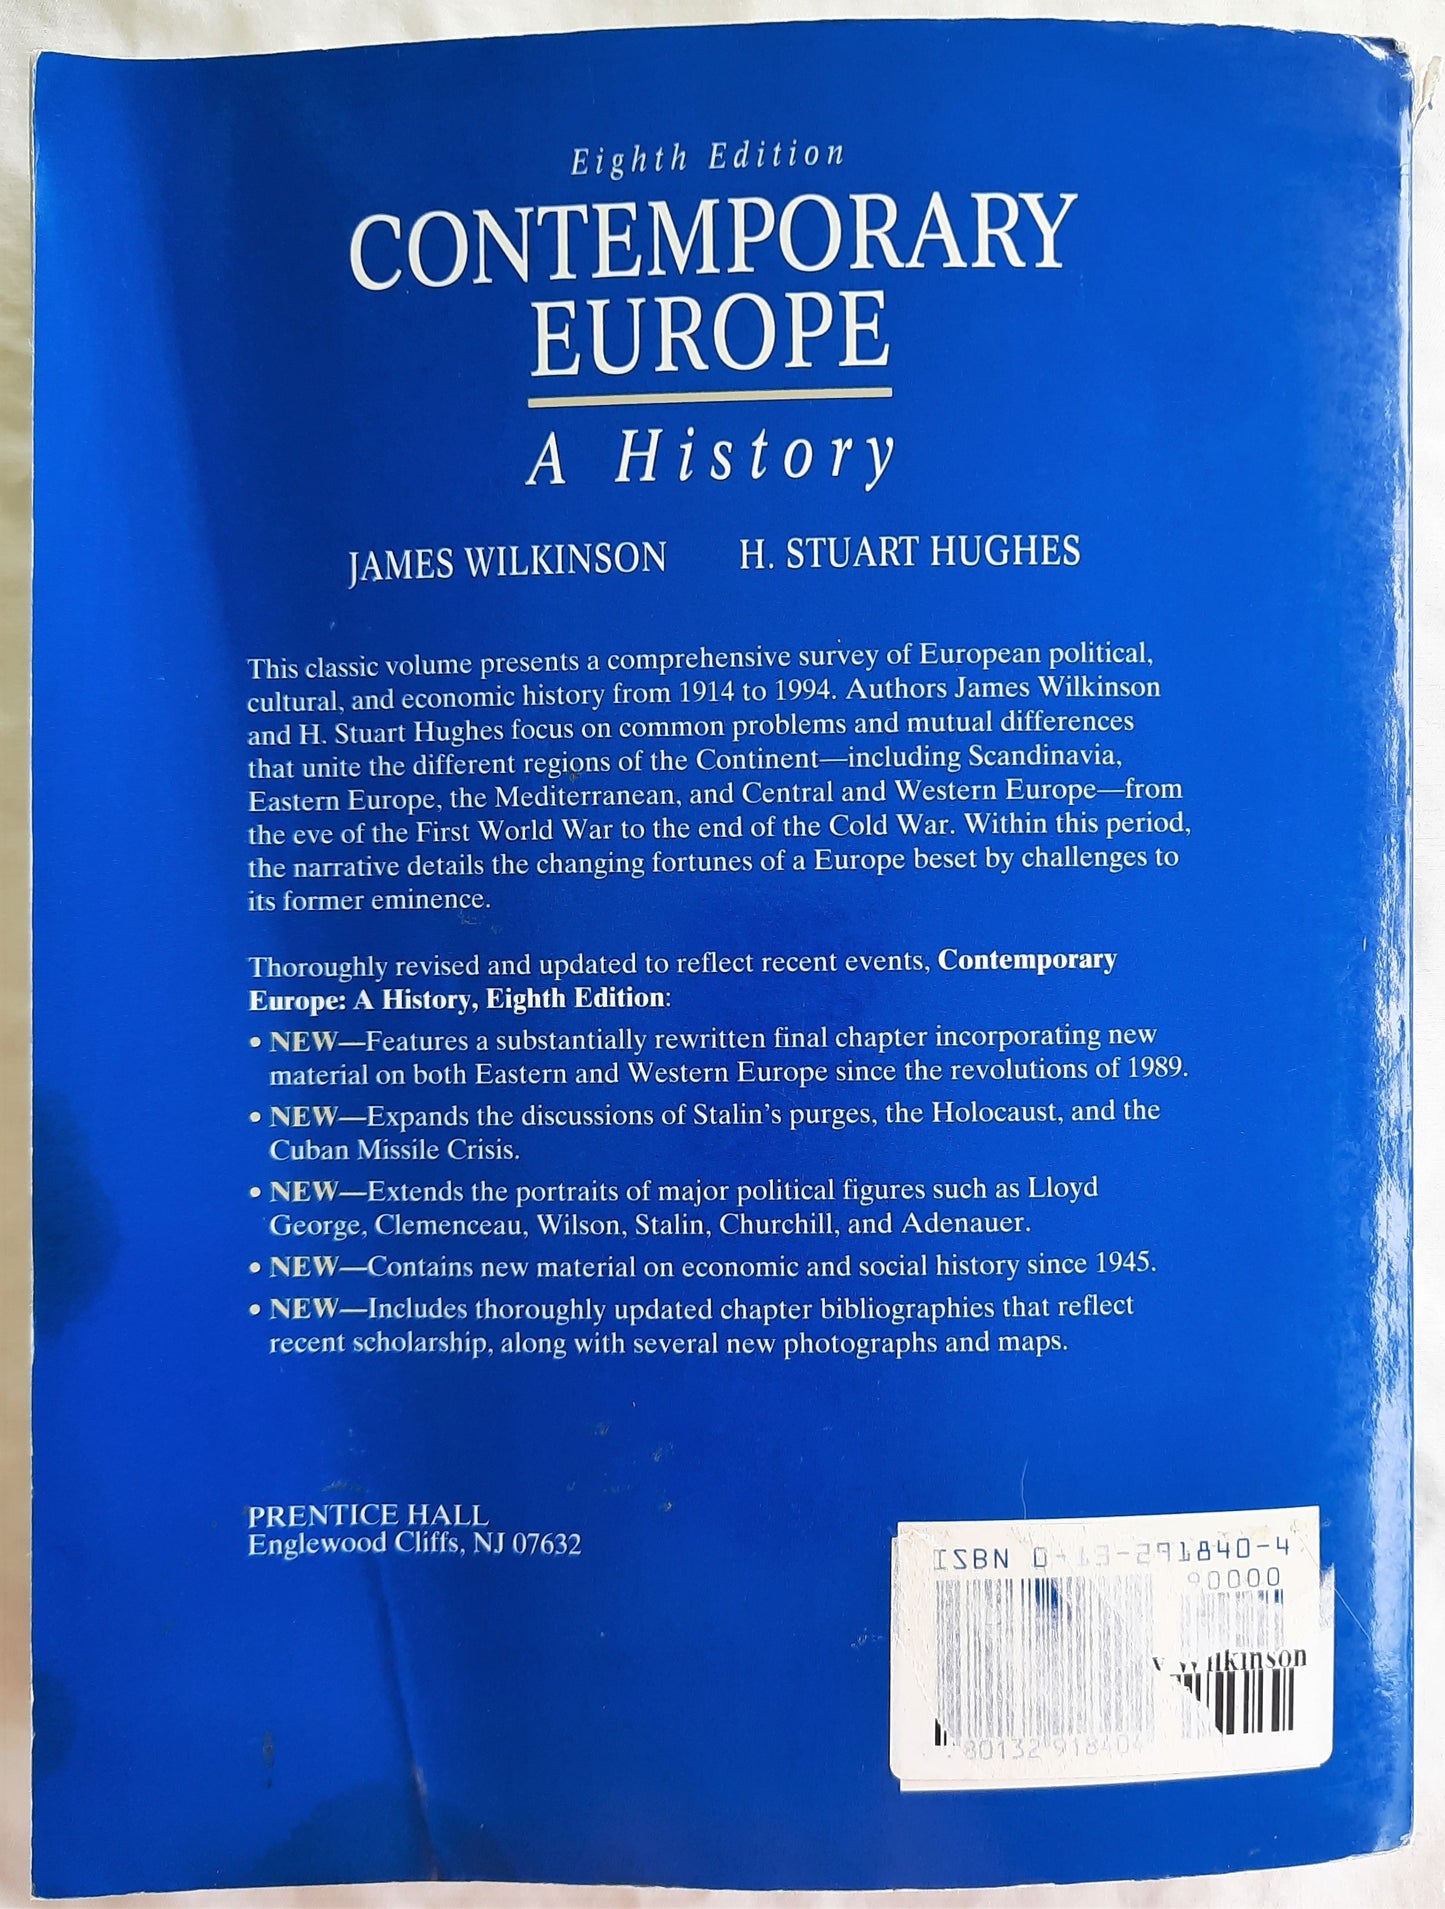 Eighth Edition
CONTEMPORARY
EUROPE
A History
JAMES WILKINSON H. STUART HUGHES
This classic volume presents a comprehensive survey of European political,
cultural, and economic history from 1914 to 1994. Authors James Wilkinson
and H. Stuart Hughes focus on common problems and mutual differences
that unite the different regions of the Continent—including Scandinavia,
Eastern Europe, the Mediterranean, and Central and Western Europe—from
the eve of the First World War to the end of the Cold War. Within this period,
the narrative details the changing fortunes of a Europe beset by challenges to
its former eminence.
Thoroughly revised and updated to reflect recent events, Contemporary
Europe: A History, Eighth Edition:
• NEW—Features a substantially rewritten final chapter incorporating new
material on both Eastern and Western Europe since the revolutions of 1989.
• NEW—Expands the discussions of Stalin's purges, the Holocaust, and the
Cuban Missile Crisis.
• NEW—Extends the portraits of major political figures such as Lloyd
George, Clemenceau, Wilson, Stalin, Churchill, and Adenauer.
• NEW—Contains new material on economic and social history since 1945.
• NEW—Includes thoroughly updated chapter bibliographies that reflect
recent scholarship, along with several new photographs and maps.
PRENTICE HALL
Englewood Cliffs, NJ 07632
ISBN 0-13-291840-4
90000
Wilkinson
80132 918404